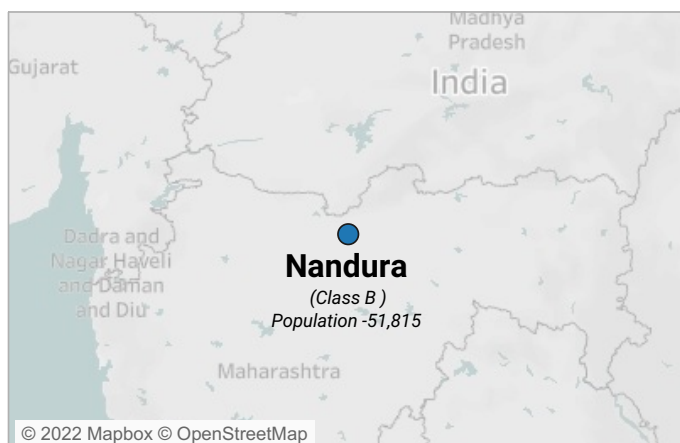 Madhya
Pradesh
Gujarat
India
Dadra and
Nagar Haveli
and Daman
and Diu
Nandura
(Class B )
Population -51,815
Maharashtra
© 2022 Mapbox © OpenStreetMap